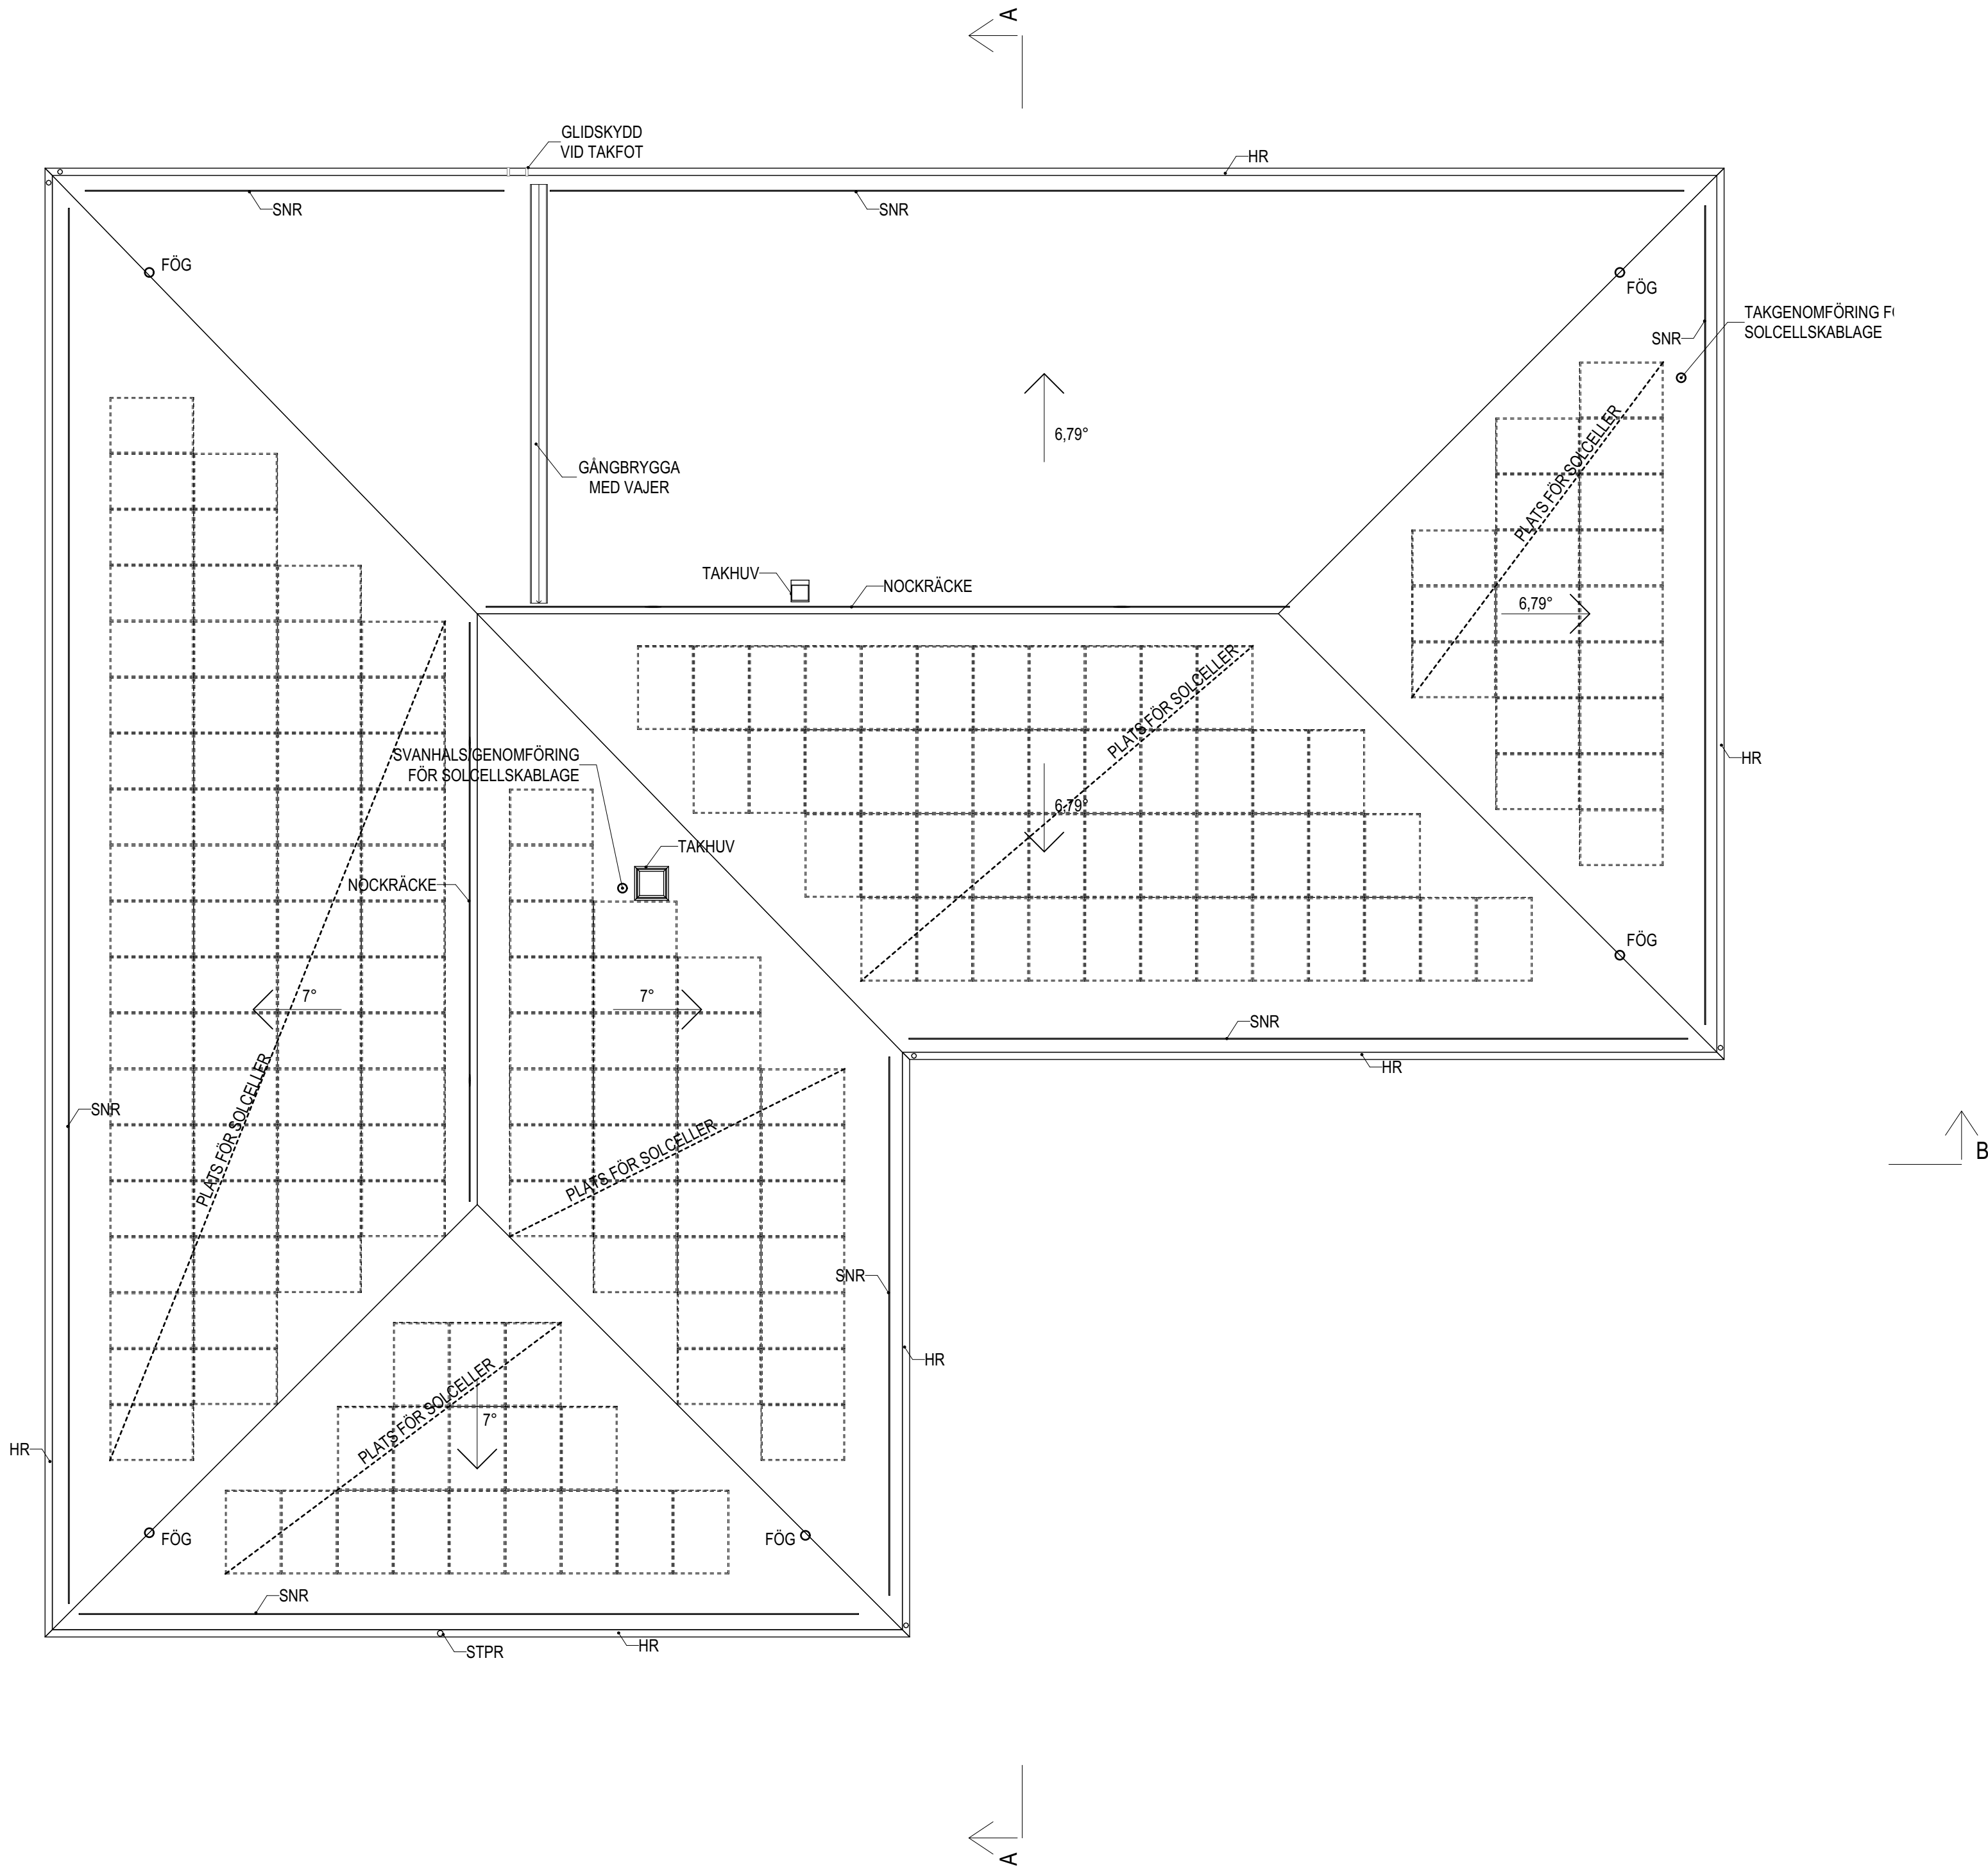 A
GLIDSKYDD
VID TAKFOT
HR
SNR
SNR
FÖG
FÖG
TAKGENOMFÖRING
SOLCELLSKABLAGE
SNR
PLATS FÖR SOLCELLER
6,79°
GÅNGBRYGGA
MED VAJER
TAKHUV
NOCKRÄCKE
6,79°
PLATS FÖR SOLCELLER
SVANHALS/GENOMFÖRING
FÖR SOLCELLSKABLAGE
HR
6,79°
TAKHUV
NOCKRÄCKE
FÖG
7°
7°
SNR
HR
SNR
PLATS FÖR SOLCELLER
PLATS FÖR SOLCELLER
B
SNR
HR
PLATS FÖR SOLCELLER
7°
HR
FÖG
FÖG
SNR
HR
STPR
A